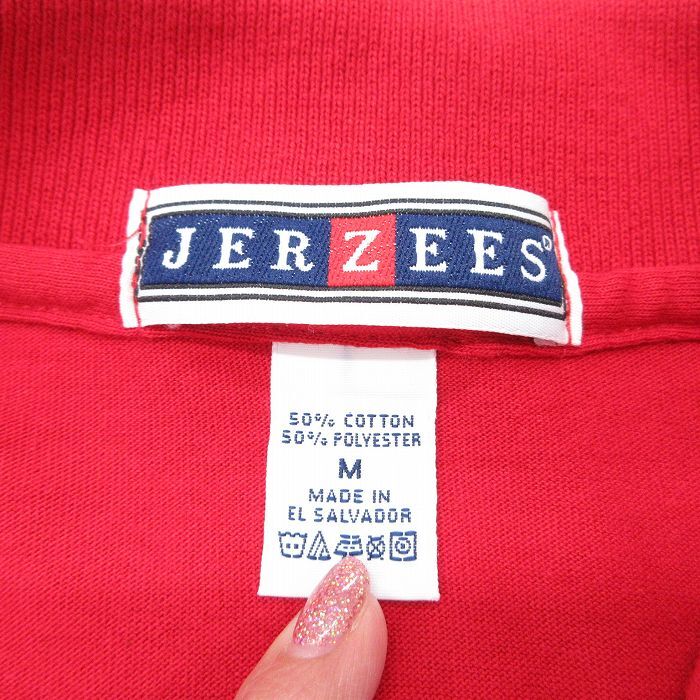 JERZEES
50% COTTON
50% POLYESTER
M
MADE IN
EL SALVADOR